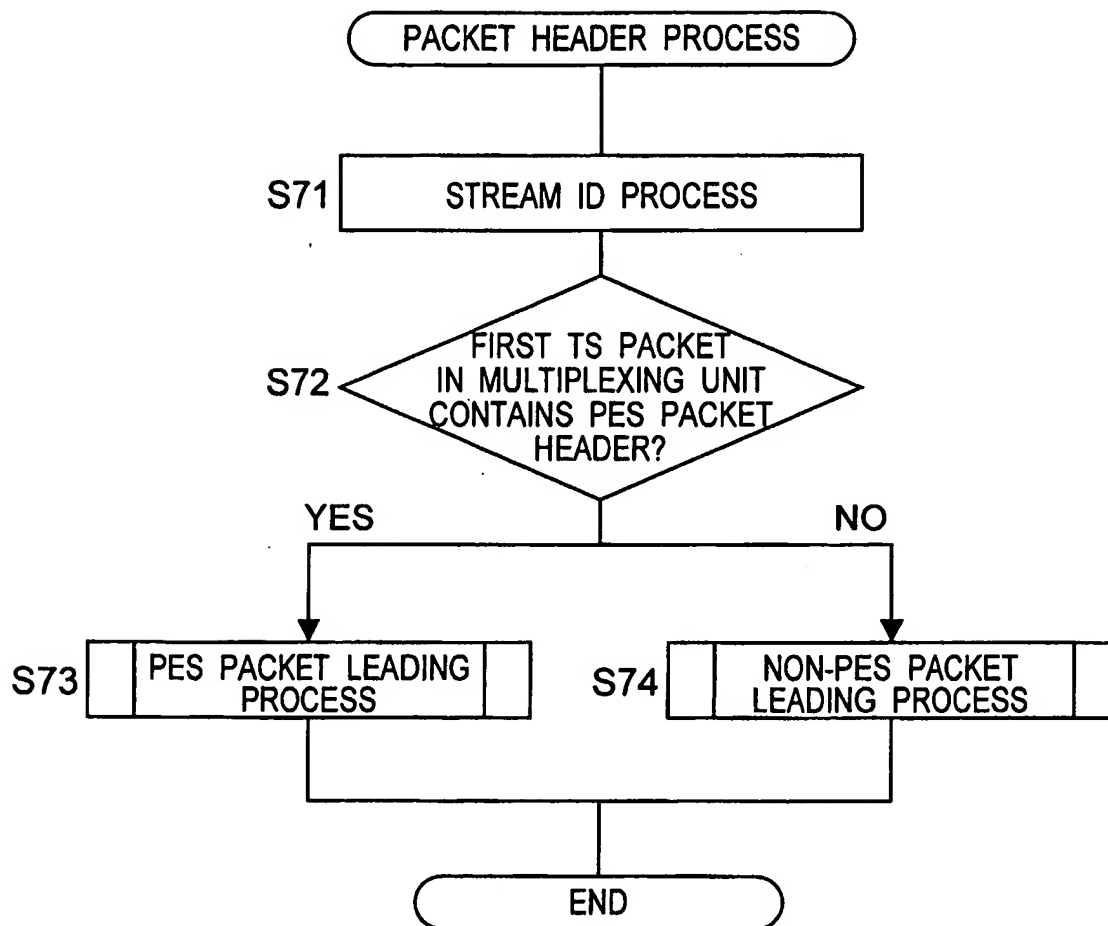 PACKET HEADER PROCESS
S71
STREAM ID PROCESS
S72
FIRST TS PACKET
IN MULTIPLEXING UNIT
CONTAINS PES PACKET
HEADER?
YES
NO
S73
PES PACKET LEADING
PROCESS
S74
NON-PES PACKET
LEADING PROCESS
END